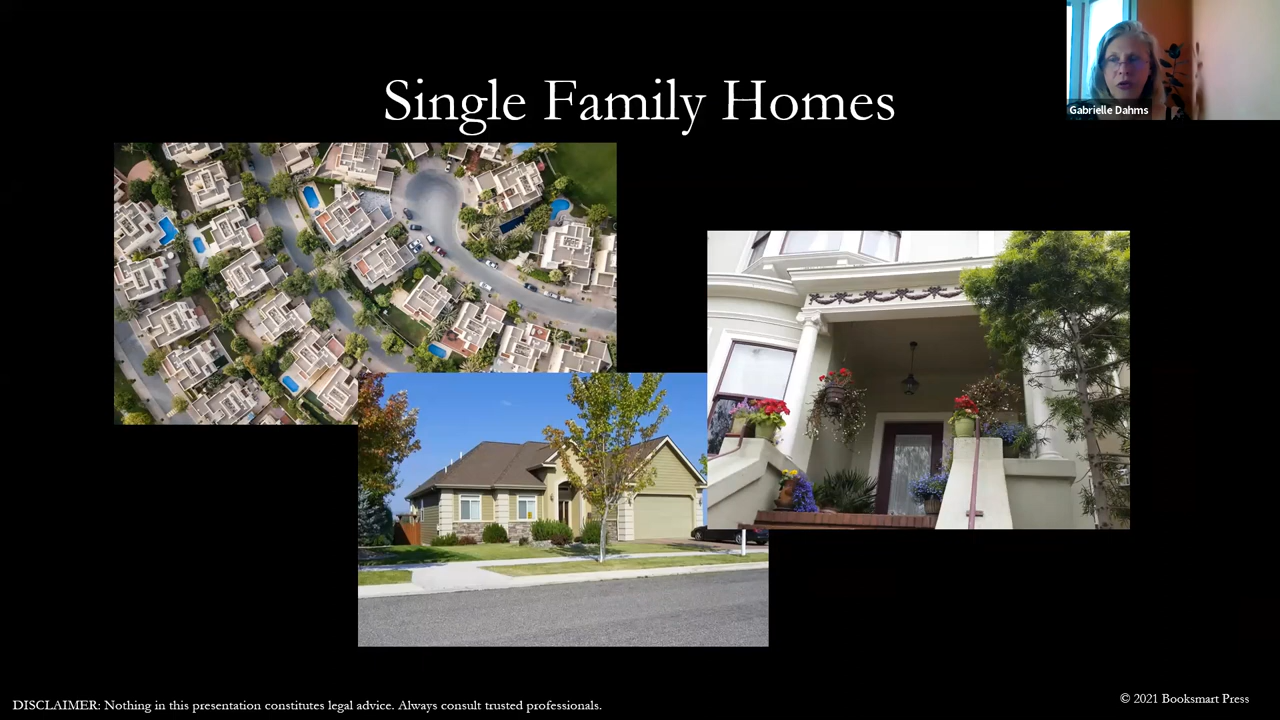 Single Family Homes
Gabrielle Dahms
DISCLAIMER: Nothing in this presentation constitutes legal advice. Always consult trusted professionals.
© 2021 Booksmart Press